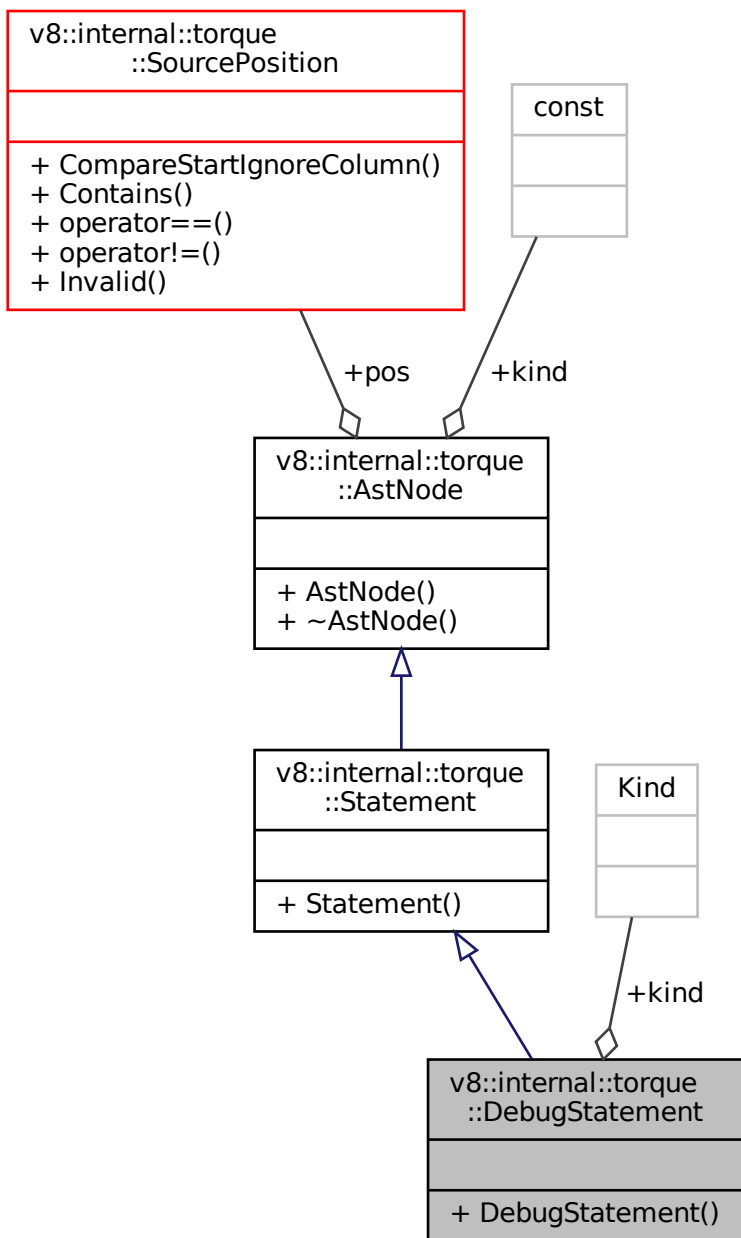 v8::internal::torque
::SourcePosition
+ CompareStartIgnoreColumn()
+ Contains()
+ operator==()
+ operator!=()
+ Invalid()
const
+pos
+kind
v8::internal::torque
::AstNode
+ AstNode()
+ ~AstNode()
v8::internal::torque
::Statement
+ Statement()
Kind
+kind
v8::internal::torque
::DebugStatement
+ DebugStatement()